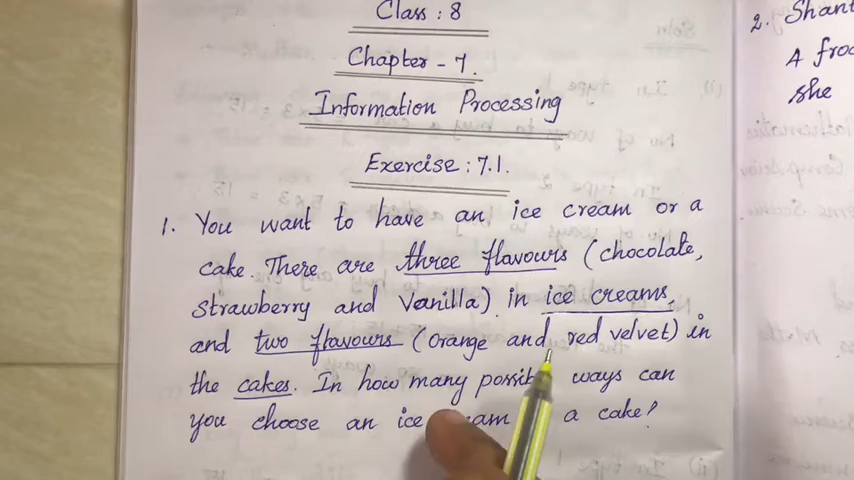 Class : 8
Chapter - 7
Information Processing
Exercise : 7.1.
1. You want to have an ice cream or a
cake. There are three flavours (chocolate,
strawberry and Vanilla) in ice creams,
and two flavours (orange and red velvet) in
the cakes. In how many possib ways can
you choose an ice am a cake?
2. Shant
A fro
she